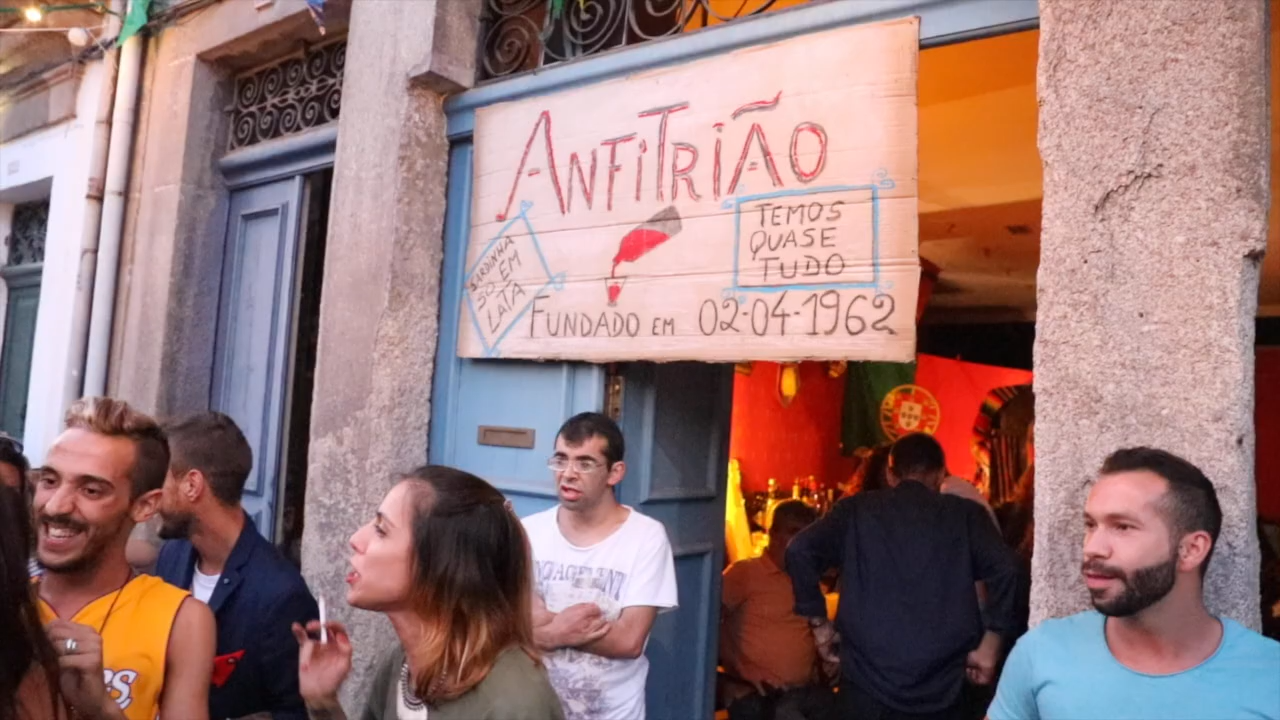 ANFITRIÃO
TEMOS
QUASE
TUDO
SARDINHA
SÓ EM
LATA
FUNDADO EM 02-04-1962